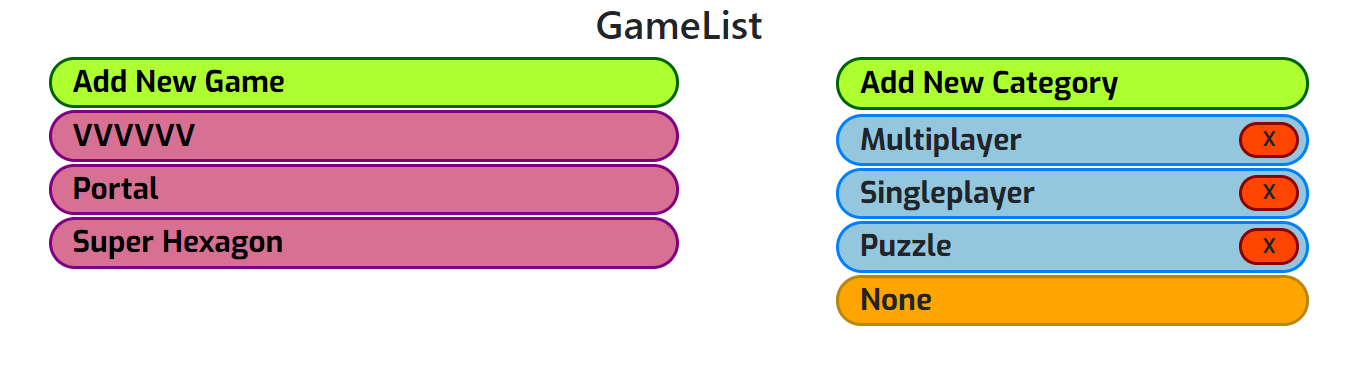 GameList
Add New Game
VVVVVV
Portal
Super Hexagon
Add New Category
Multiplayer X
Singleplayer X
Puzzle X
None